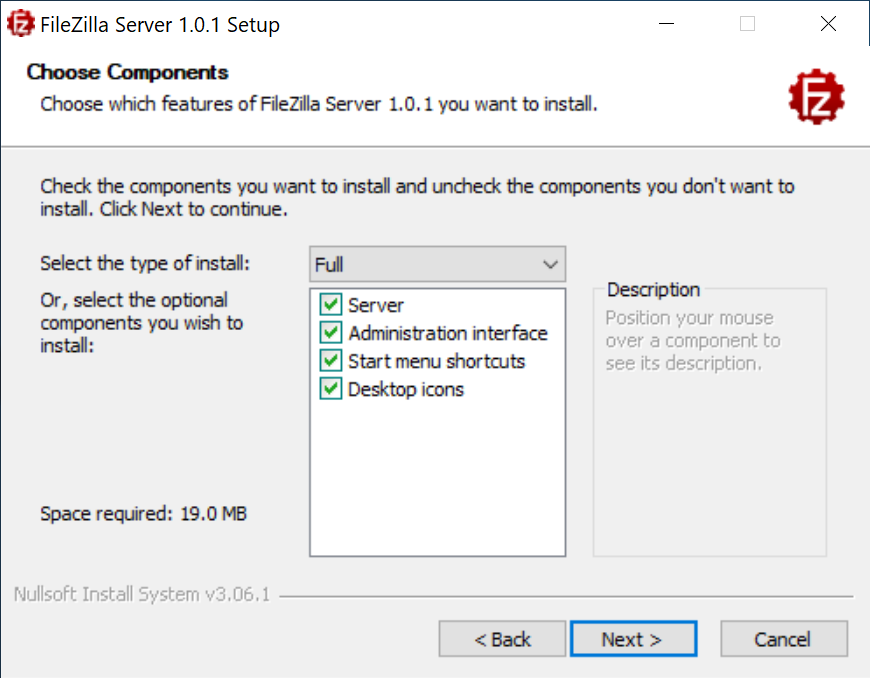 FileZilla Server 1.0.1 Setup
Choose Components
Choose which features of FileZilla Server 1.0.1 you want to install.
Fz
Check the components you want to install and uncheck the components you don't want to
install. Click Next to continue.
Select the type of install:
Full
Or, select the optional
components you wish to
install:
Server
Administration interface
Start menu shortcuts
Desktop icons
Description
Position your mouse
over a component to
see its description.
Space required: 19.0 MB
Nullsoft Install System v3.06.1
< Back
Next >
Cancel